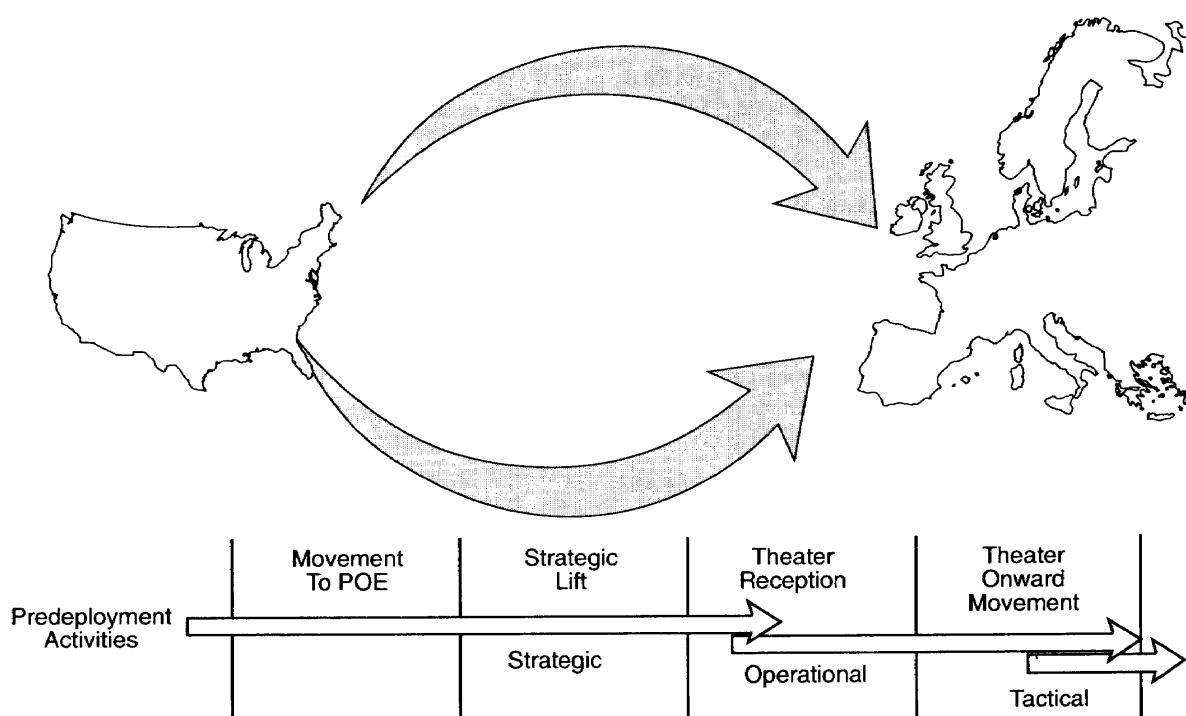 Movement
To POE
Strategic
Lift
Theater
Reception
Theater
Onward
Movement
Predeployment
Activities
Strategic
Operational
Tactical